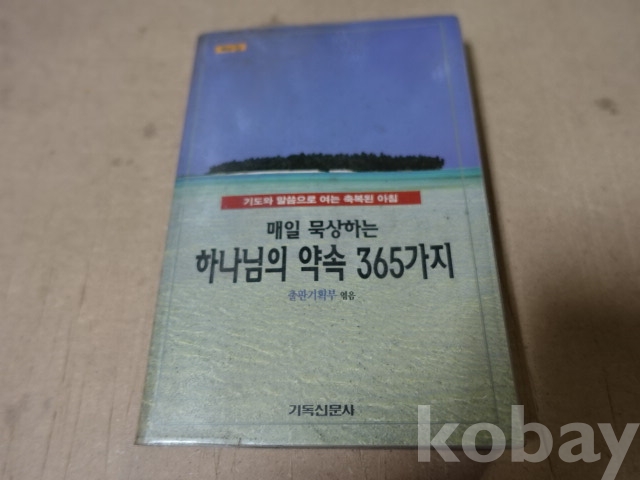 기도와 말씀으로 여는 축복된 아침
매일 묵상하는
하나님의 약속 365가지
출판기획부 엮음
기독신문사
kobay